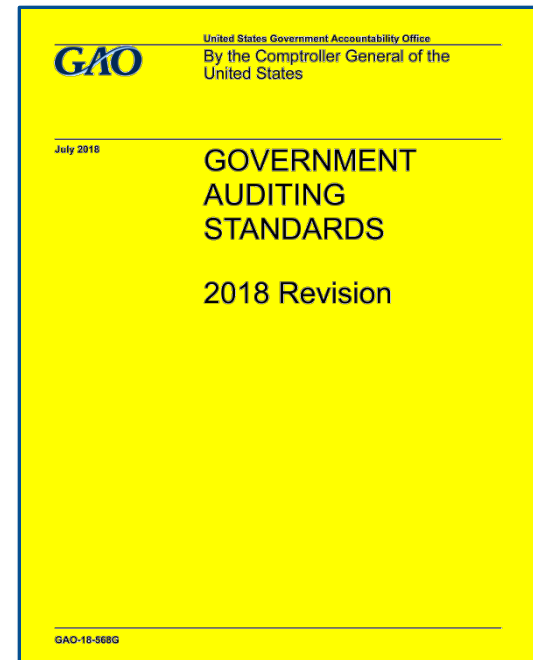 GAO
United States Government Accountability Office
By the Comptroller General of the
United States
July 2018
GOVERNMENT
AUDITING
STANDARDS
2018 Revision
GAO-18-568G